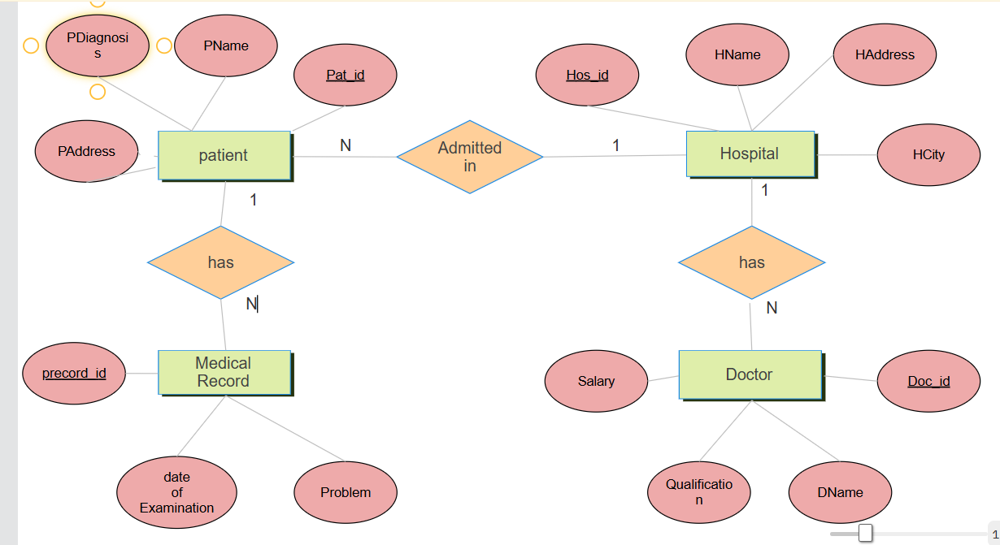 PDiagnosi
s
PName
Pat_id
Hos_id
HName
HAddress
PAddress
patient
N
Admitted
in
1
Hospital
HCity
1
1
has
has
N
N
precord_id
Medical
Record
Salary
Doctor
Doc_id
date
of
Examination
Problem
Qualificatio
n
DName
1